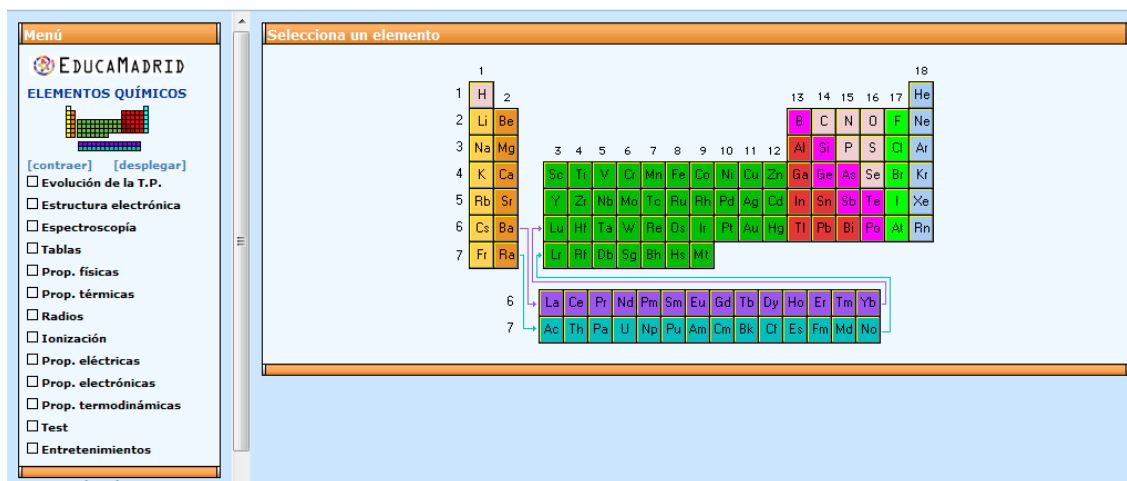 Menú
EDUCAMADRID
ELEMENTOS QUÍMICOS
[contraer] [desplegar]
Evolución de la T.P.
Estructura electrónica
Espectroscopía
Tablas
Prop. físicas
Prop. térmicas
Radios
Ionización
Prop. eléctricas
Prop. electrónicas
Prop. termodinámicas
Test
Entretenimientos
Selecciona un elemento
1 18
1 H 2 13 14 15 16 17 He
2 Li Be B C N O F Ne
3 Na Mg 3 4 5 6 7 8 9 10 11 12 Al Si P S Cl Ar
4 K Ca Sc Ti V Cr Mn Fe Co Ni Cu Zn Ga Ge As Se Br Kr
5 Rb Sr Y Zr Nb Mo Tc Ru Rh Pd Ag Cd In Sn Sb Te I Xe
6 Cs Ba Lu Hf Ta W Re Os Ir Pt Au Hg Tl Pb Bi Po At Rn
7 Fr Ra Lr Rf Db Sg Bh Hs Mt
6 La Ce Pr Nd Pm Sm Eu Gd Tb Dy Ho Er Tm Yb
7 Ac Th Pa U Np Pu Am Cm Bk Cf Es Fm Md No